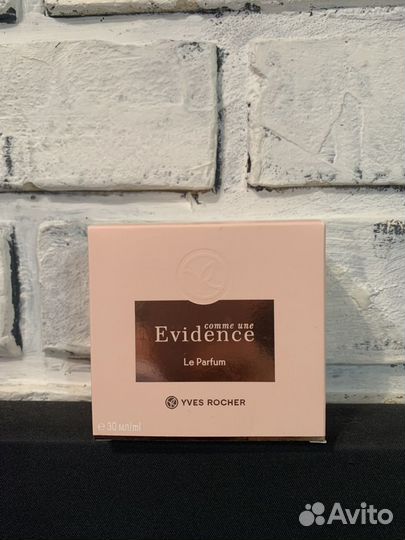 comme une
Evidence
Le Parfum
YVES ROCHER
℮ 30 мл/ml
Avito